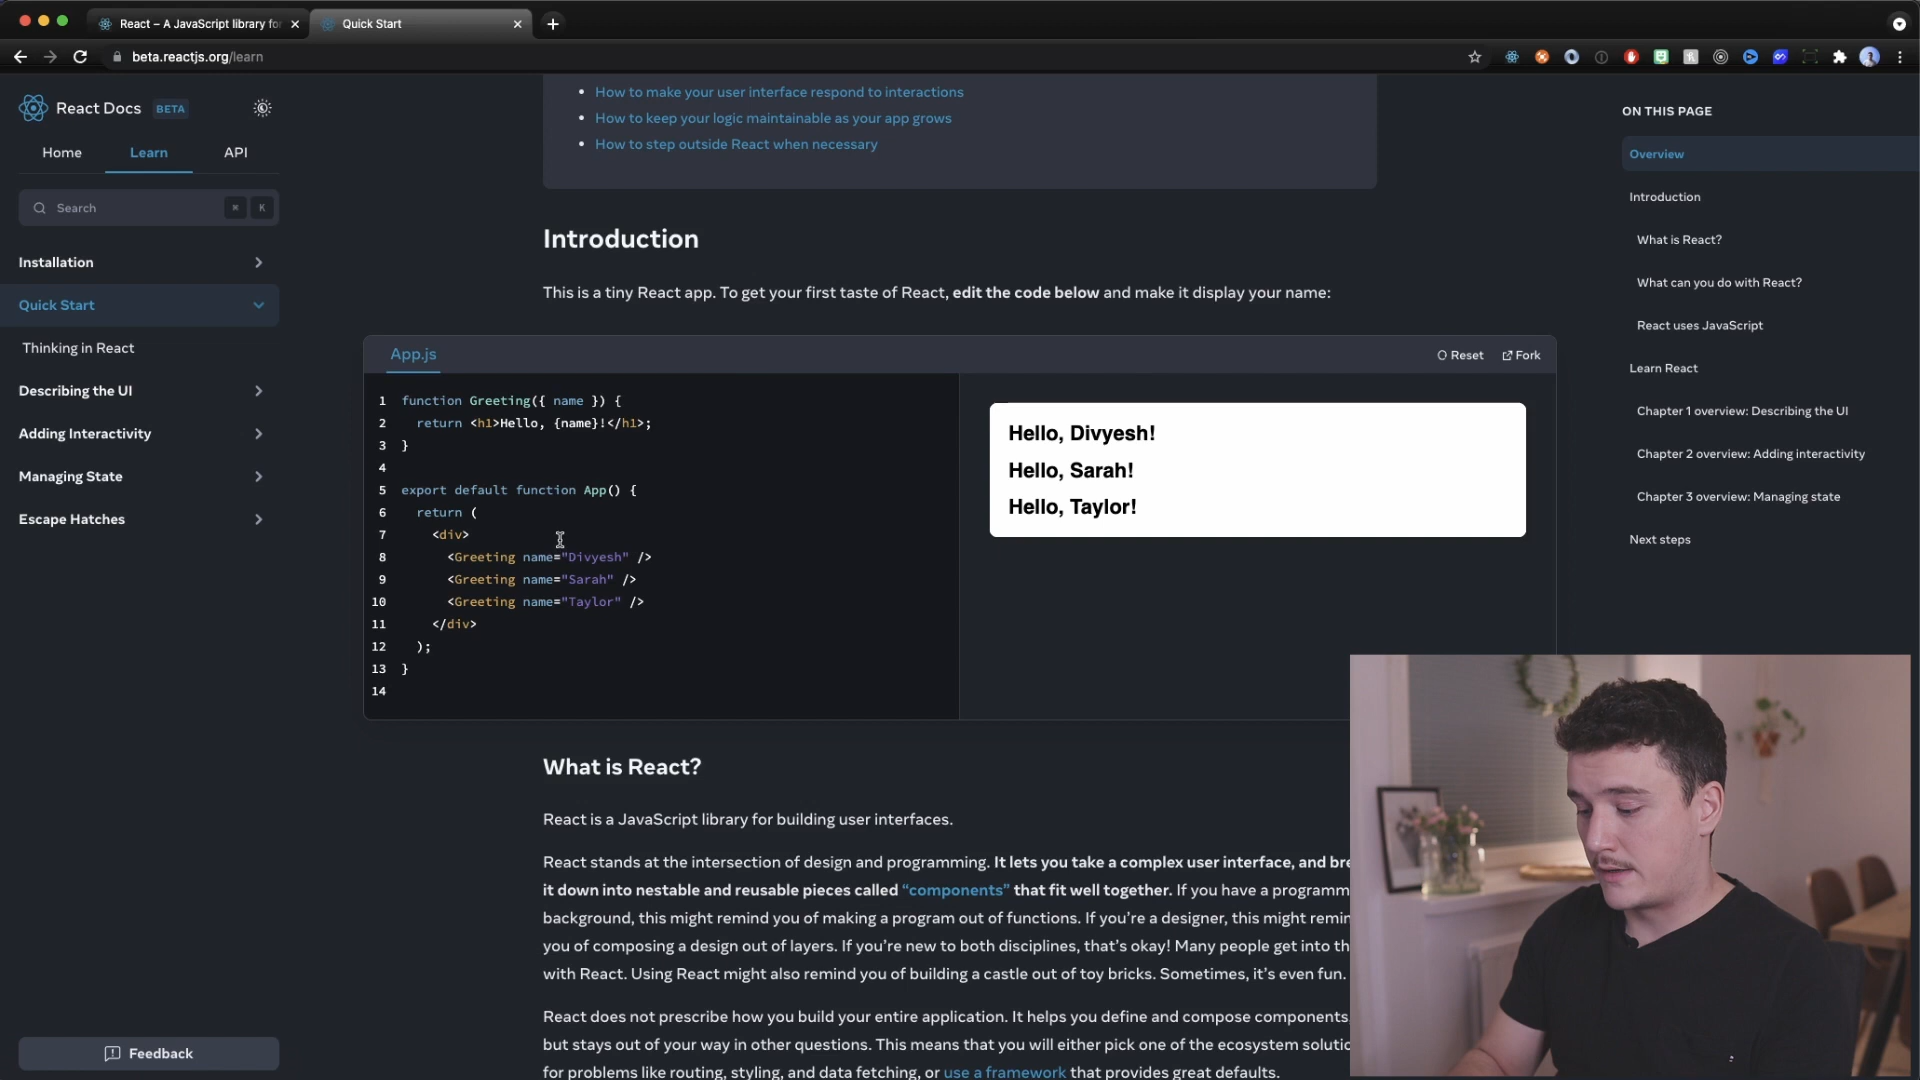 React – A JavaScript library for
Quick Start
beta.reactjs.org/learn
React Docs BETA
Home
Learn
API
Search
K
Installation
Quick Start
Thinking in React
Describing the UI
Adding Interactivity
Managing State
Escape Hatches
Feedback
How to make your user interface respond to interactions
How to keep your logic maintainable as your app grows
How to step outside React when necessary
Introduction
This is a tiny React app. To get your first taste of React, edit the code below and make it display your name:
App.js
Reset
Fork
1 function Greeting({ name }) {
2 return <h1>Hello, {name}!</h1>;
3 }
4
5 export default function App() {
6 return (
7 <div>
8 <Greeting name="Divyesh" />
9 <Greeting name="Sarah" />
10 <Greeting name="Taylor" />
11 </div>
12 );
13 }
14
Hello, Divyesh!
Hello, Sarah!
Hello, Taylor!
What is React?
React is a JavaScript library for building user interfaces.
React stands at the intersection of design and programming. It lets you take a complex user interface, and bre
it down into nestable and reusable pieces called “components” that fit well together. If you have a programm
background, this might remind you of making a program out of functions. If you’re a designer, this might remin
you of composing a design out of layers. If you’re new to both disciplines, that’s okay! Many people get into th
with React. Using React might also remind you of building a castle out of toy bricks. Sometimes, it’s even fun.
React does not prescribe how you build your entire application. It helps you define and compose components,
but stays out of your way in other questions. This means that you will either pick one of the ecosystem solutio
for problems like routing, styling, and data fetching, or use a framework that provides great defaults.
ON THIS PAGE
Overview
Introduction
What is React?
What can you do with React?
React uses JavaScript
Learn React
Chapter 1 overview: Describing the UI
Chapter 2 overview: Adding interactivity
Chapter 3 overview: Managing state
Next steps